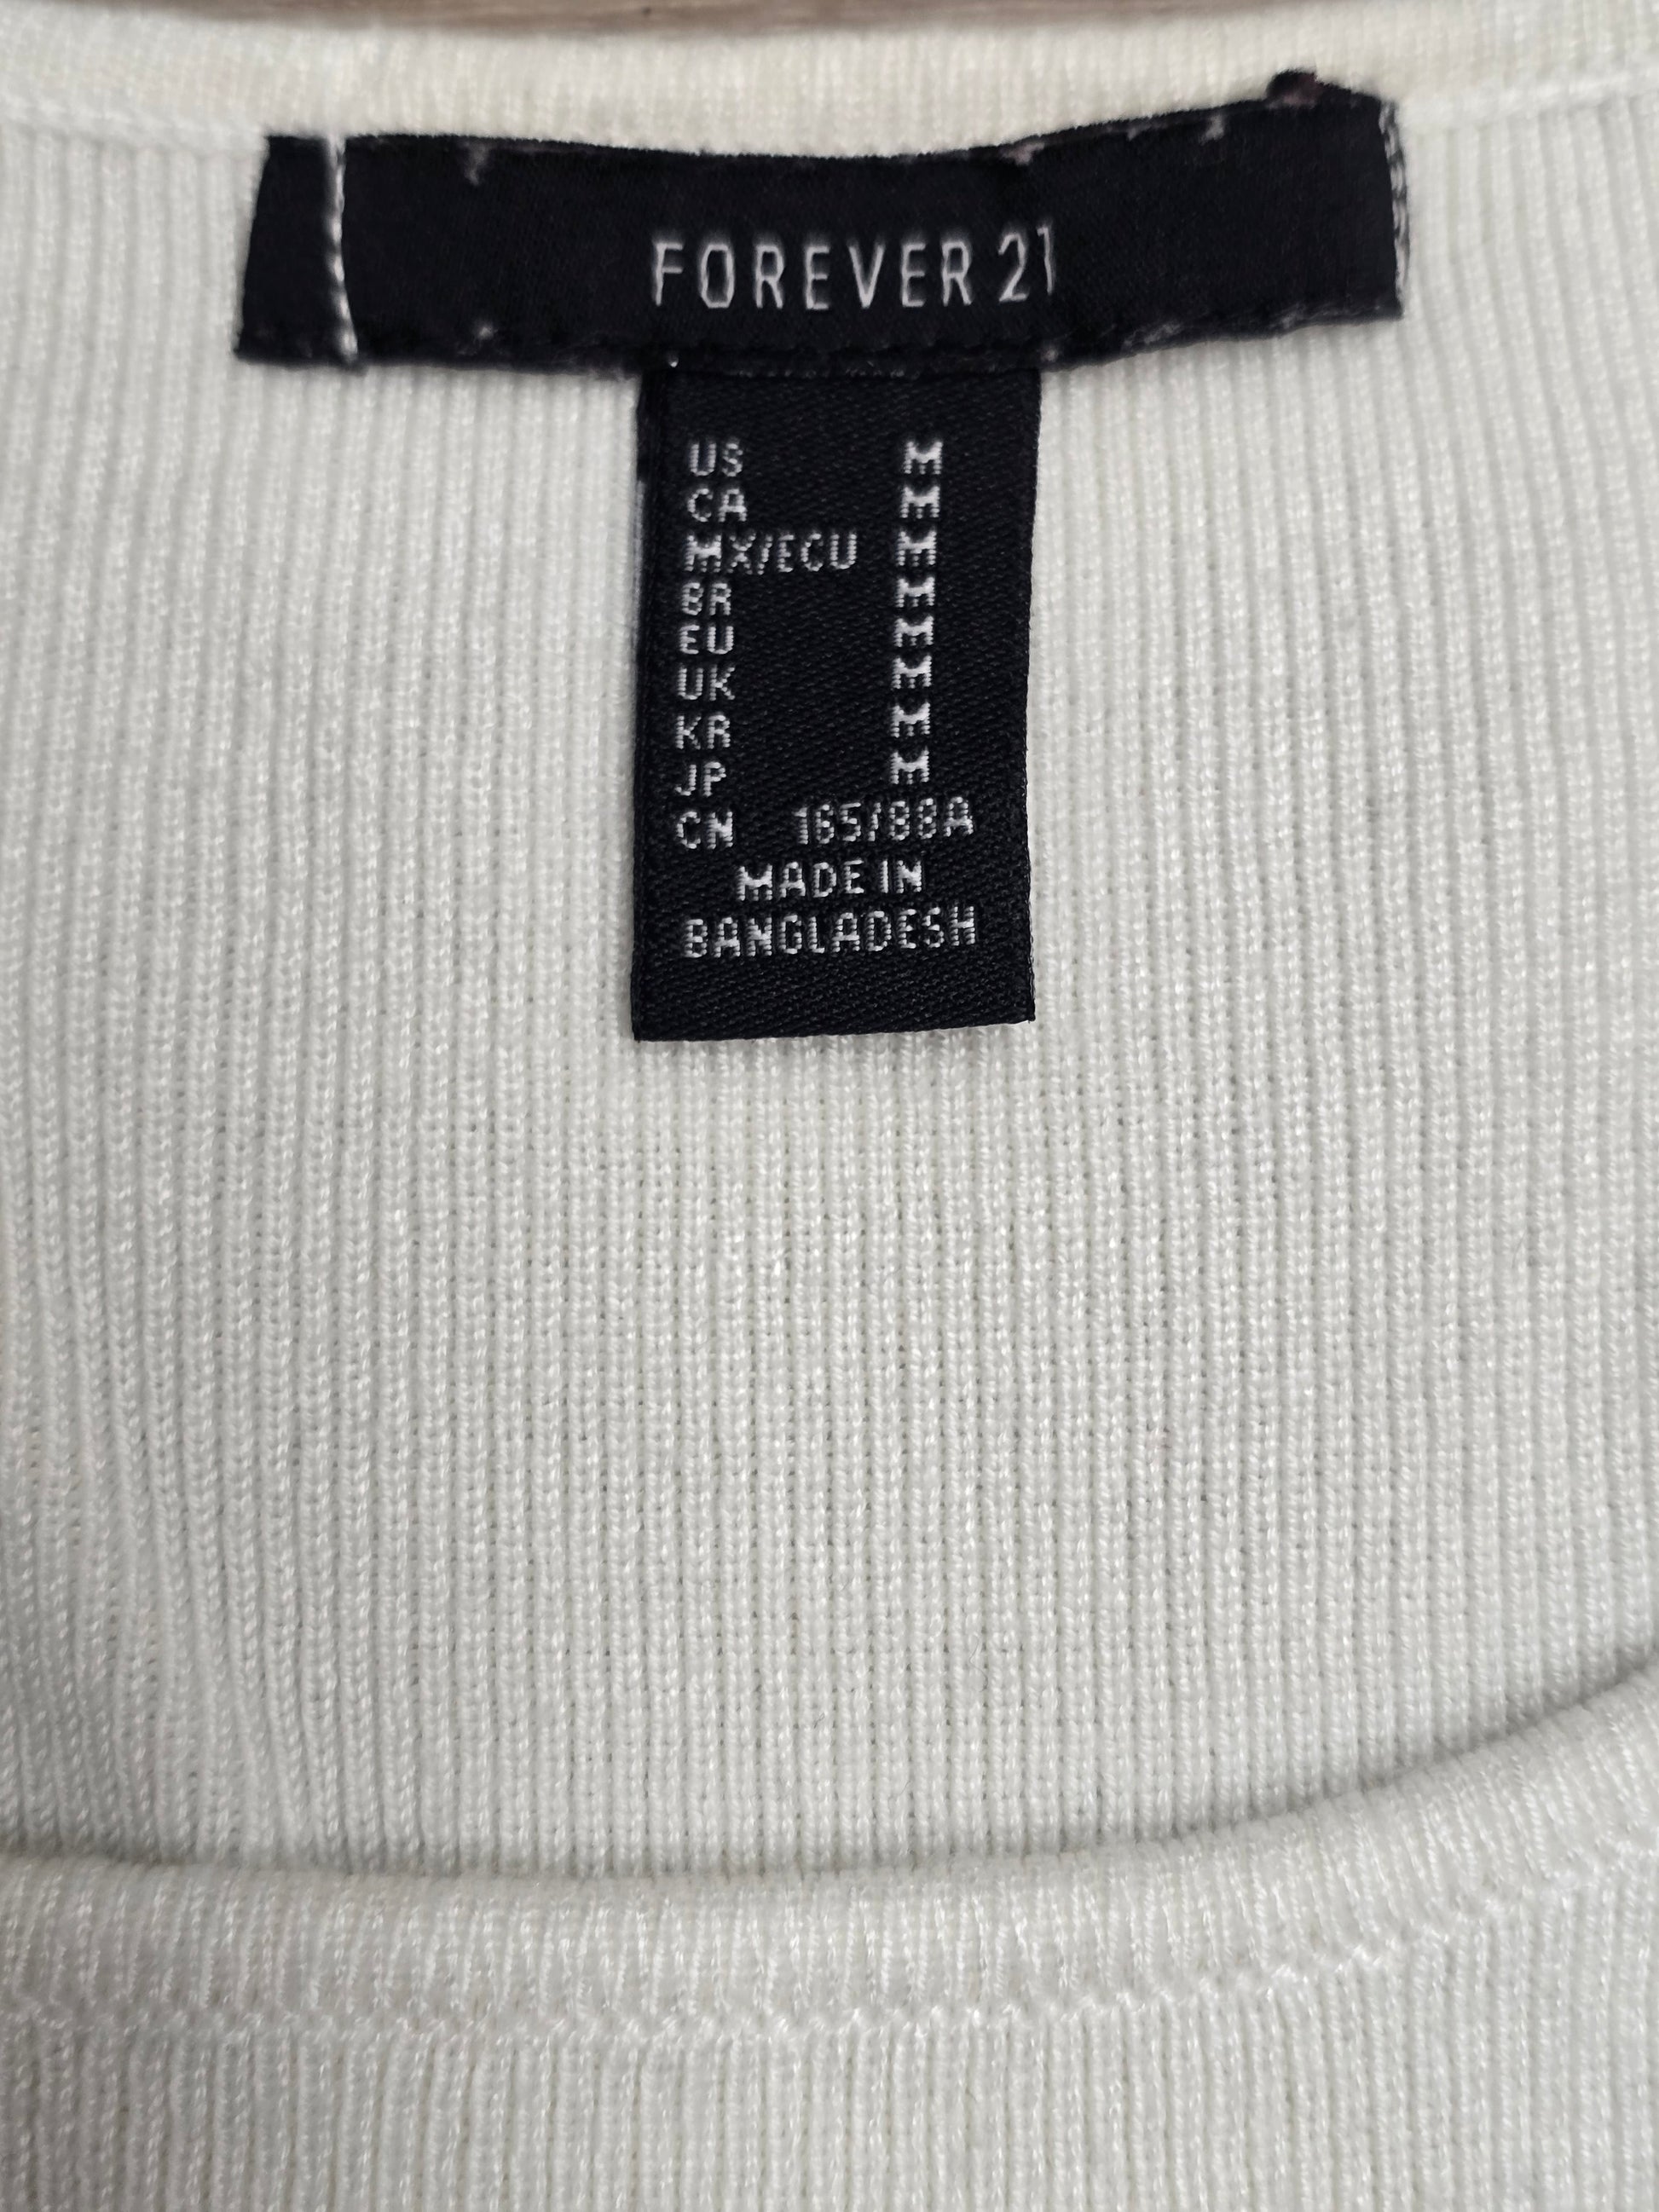 FOREVER 21
US M
CA M
MX/ECU M
BR M
EU M
UK M
KR M
JP M
CN 165/88A
MADE IN
BANGLADESH